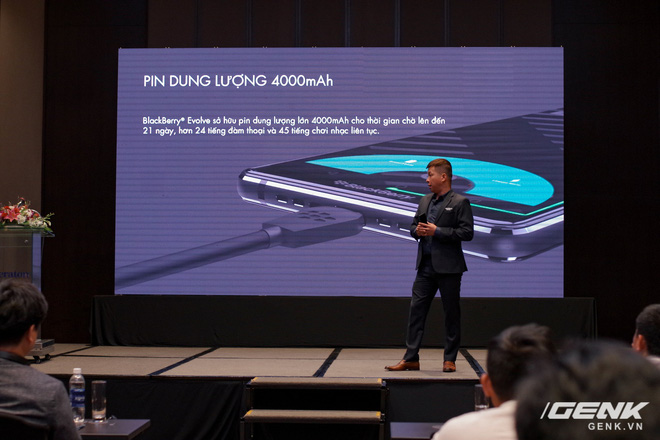 PIN DUNG LƯỢNG 4000mAh
BlackBerry® Evolve sở hữu pin dung lượng lớn 4000mAh cho thời gian chờ lên đến
21 ngày, hơn 24 tiếng đàm thoại và 45 tiếng chơi nhạc liên tục.
BlackBerry
GENK
GENK.VN